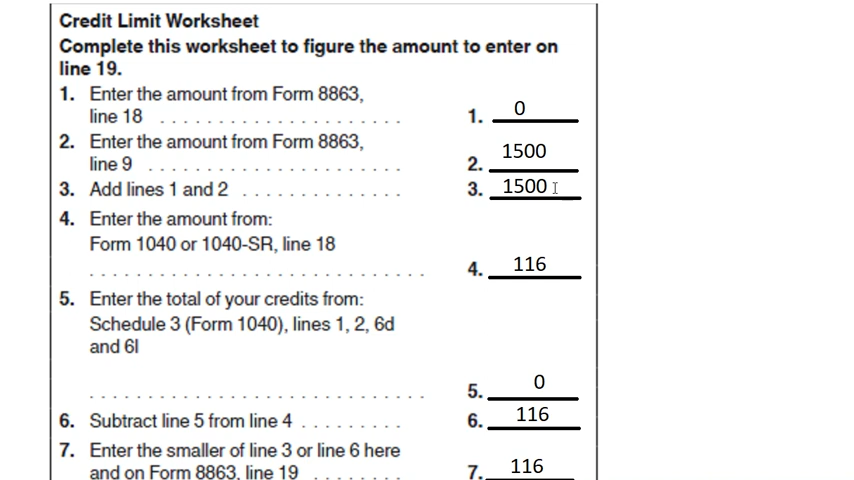 Credit Limit Worksheet
Complete this worksheet to figure the amount to enter on
line 19.
1. Enter the amount from Form 8863,
line 18 . . . . . . . . . . . . . . . . . . . . . . 1. 0
2. Enter the amount from Form 8863,
line 9 . . . . . . . . . . . . . . . . . . . . . . . 2. 1500
3. Add lines 1 and 2 . . . . . . . . . . . . . . 3. 1500
4. Enter the amount from:
Form 1040 or 1040-SR, line 18
. . . . . . . . . . . . . . . . . . . . . . . . . . . . . 4. 116
5. Enter the total of your credits from:
Schedule 3 (Form 1040), lines 1, 2, 6d
and 6l
. . . . . . . . . . . . . . . . . . . . . . . . . . . . . 5. 0
6. Subtract line 5 from line 4 . . . . . . . . . 6. 116
7. Enter the smaller of line 3 or line 6 here
and on Form 8863, line 19 . . . . . . . . 7. 116